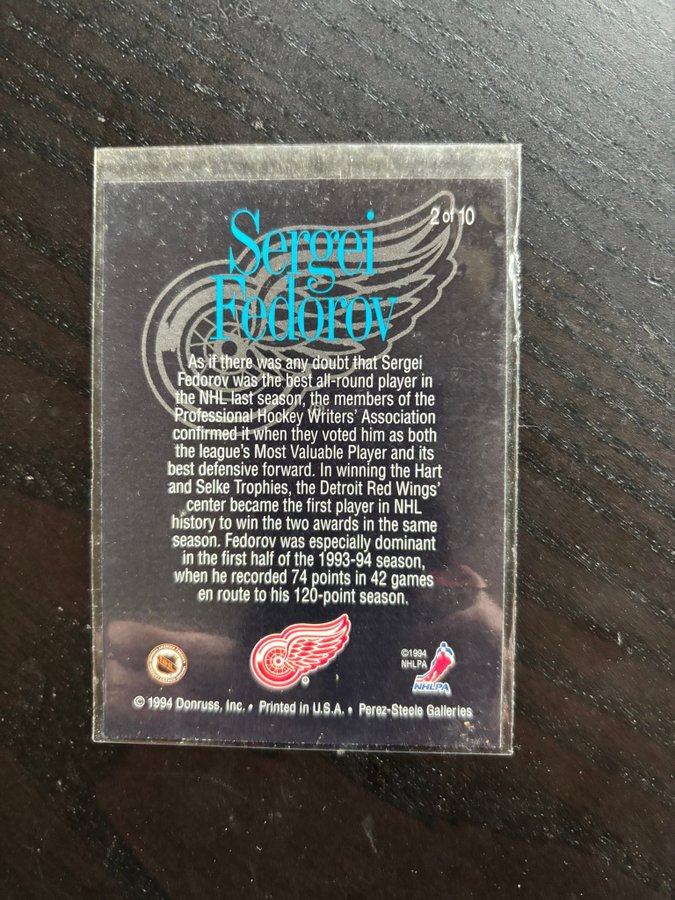 2 of 10
Sergei
Fedorov
As if there was any doubt that Sergei
Fedorov was the best all-round player in
the NHL last season, the members of the
Professional Hockey Writers' Association
confirmed it when they voted him as both
the league's Most Valuable Player and its
best defensive forward. In winning the Hart
and Selke Trophies, the Detroit Red Wings'
center became the first player in NHL
history to win the two awards in the same
season. Fedorov was especially dominant
in the first half of the 1993-94 season,
when he recorded 74 points in 42 games
en route to his 120-point season.
©1994
NHLPA
NHLPA
© 1994 Donruss, Inc. • Printed in U.S.A. • Perez-Steele Galleries